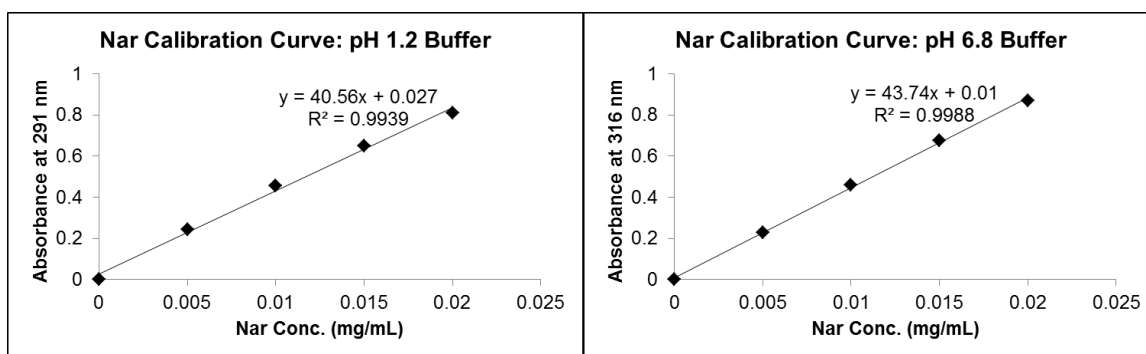 Nar Calibration Curve: pH 1.2 Buffer
y = 40.56x + 0.027
R² = 0.9939
Absorbance at 291 nm
1
0.8
0.6
0.4
0.2
0
0 0.005 0.01 0.015 0.02 0.025
Nar Conc. (mg/mL)
Nar Calibration Curve: pH 6.8 Buffer
y = 43.74x + 0.01
R² = 0.9988
Absorbance at 316 nm
1
0.8
0.6
0.4
0.2
0
0 0.005 0.01 0.015 0.02 0.025
Nar Conc. (mg/mL)